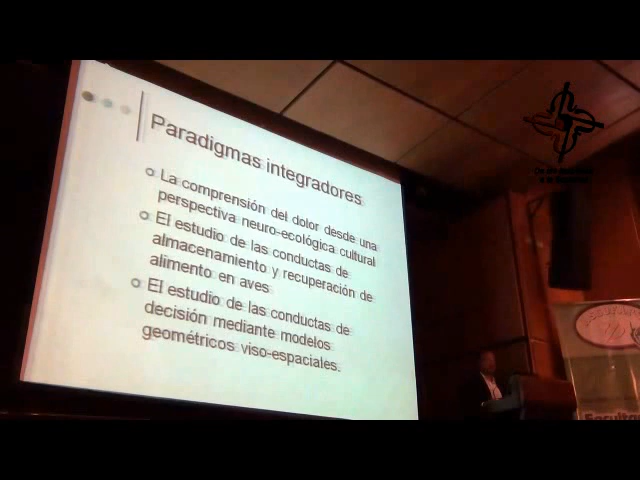 Paradigmas integradores
La comprensión del dolor desde una
perspectiva neuro-ecológica cultural
El estudio de las conductas de
almacenamiento y recuperación de
alimento en aves
El estudio de las conductas de
decisión mediante modelos
geométricos viso-espaciales.